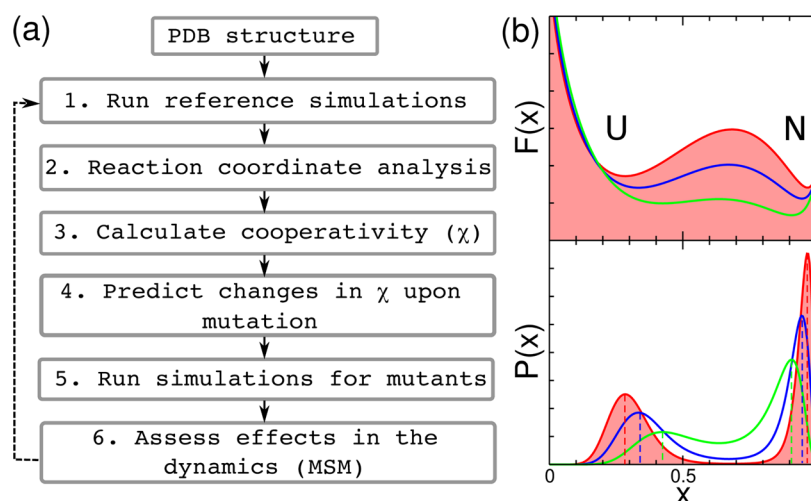 (a)
PDB structure
1. Run reference simulations
2. Reaction coordinate analysis
3. Calculate cooperativity (χ)
4. Predict changes in χ upon
mutation
5. Run simulations for mutants
6. Assess effects in the
dynamics (MSM)
(b)
F(x)
U
N
P(x)
0
0.5
x